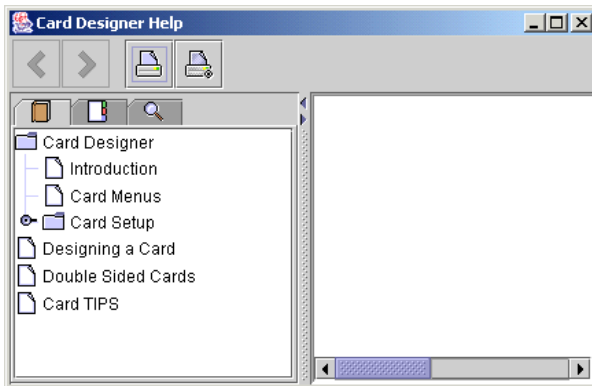 Card Designer Help
Card Designer
Introduction
Card Menus
Card Setup
Designing a Card
Double Sided Cards
Card TIPS